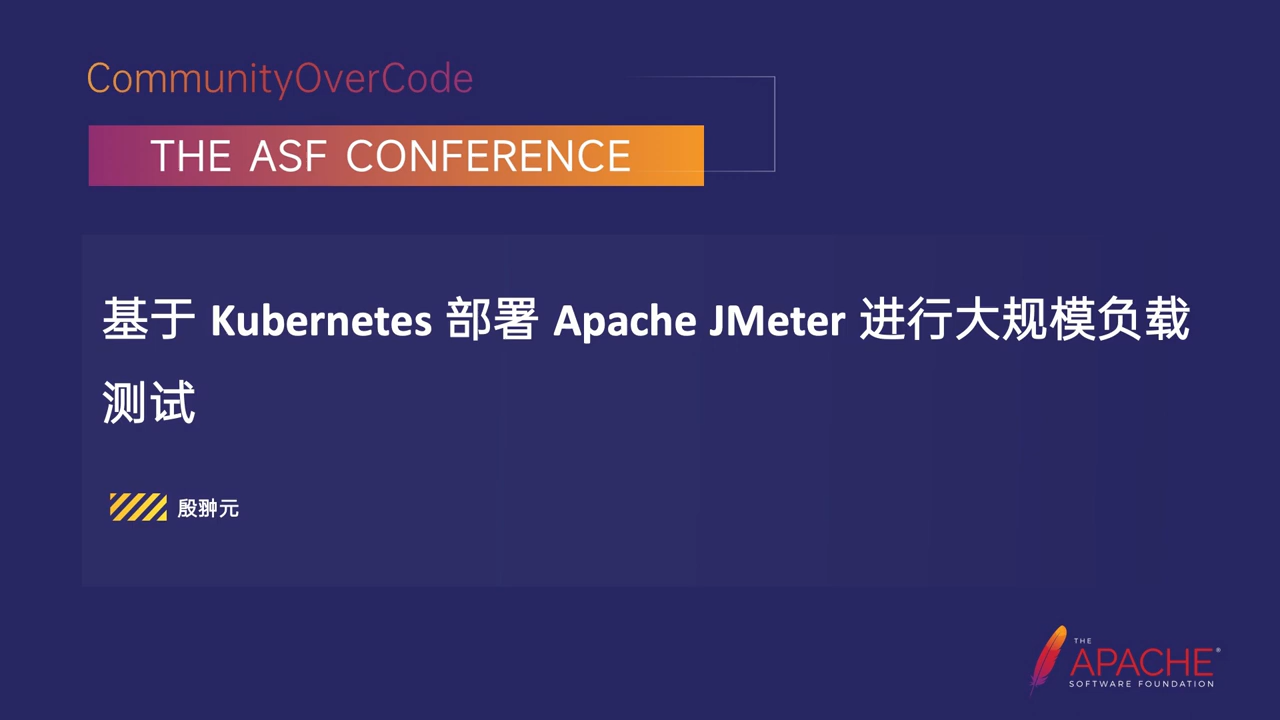 CommunityOverCode
THE ASF CONFERENCE
基于 Kubernetes 部署 Apache JMeter 进行大规模负载
测试
殷翀元
THE
APACHE®
SOFTWARE FOUNDATION